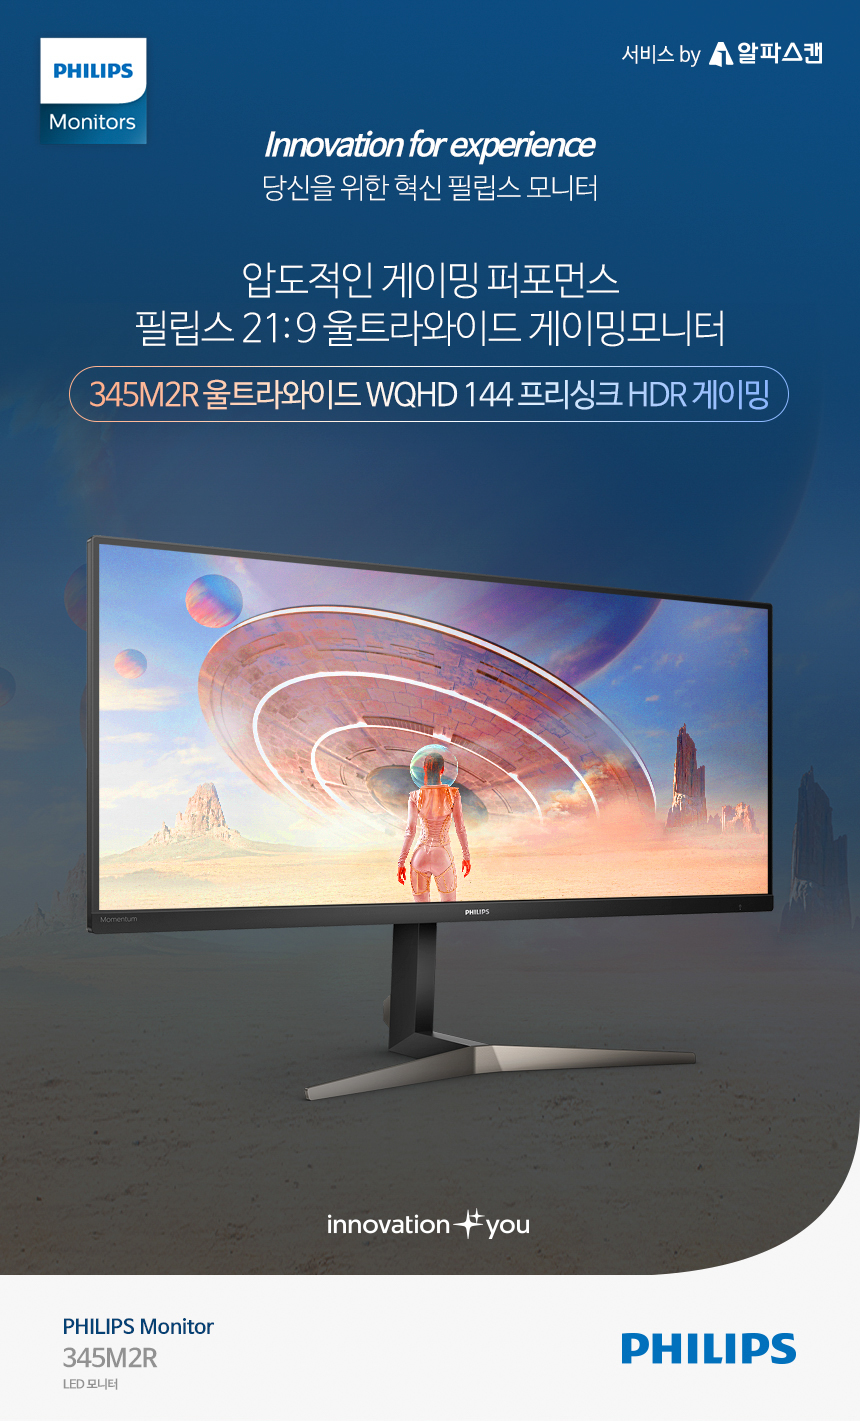 PHILIPS
Monitors
서비스 by 알파스캔
Innovation for experience
당신을 위한 혁신 필립스 모니터
압도적인 게이밍 퍼포먼스
필립스 21:9 울트라와이드 게이밍모니터
345M2R 울트라와이드 WQHD 144 프리싱크 HDR 게이밍
Momentum
PHILIPS
innovation you
PHILIPS Monitor
345M2R
LED 모니터
PHILIPS